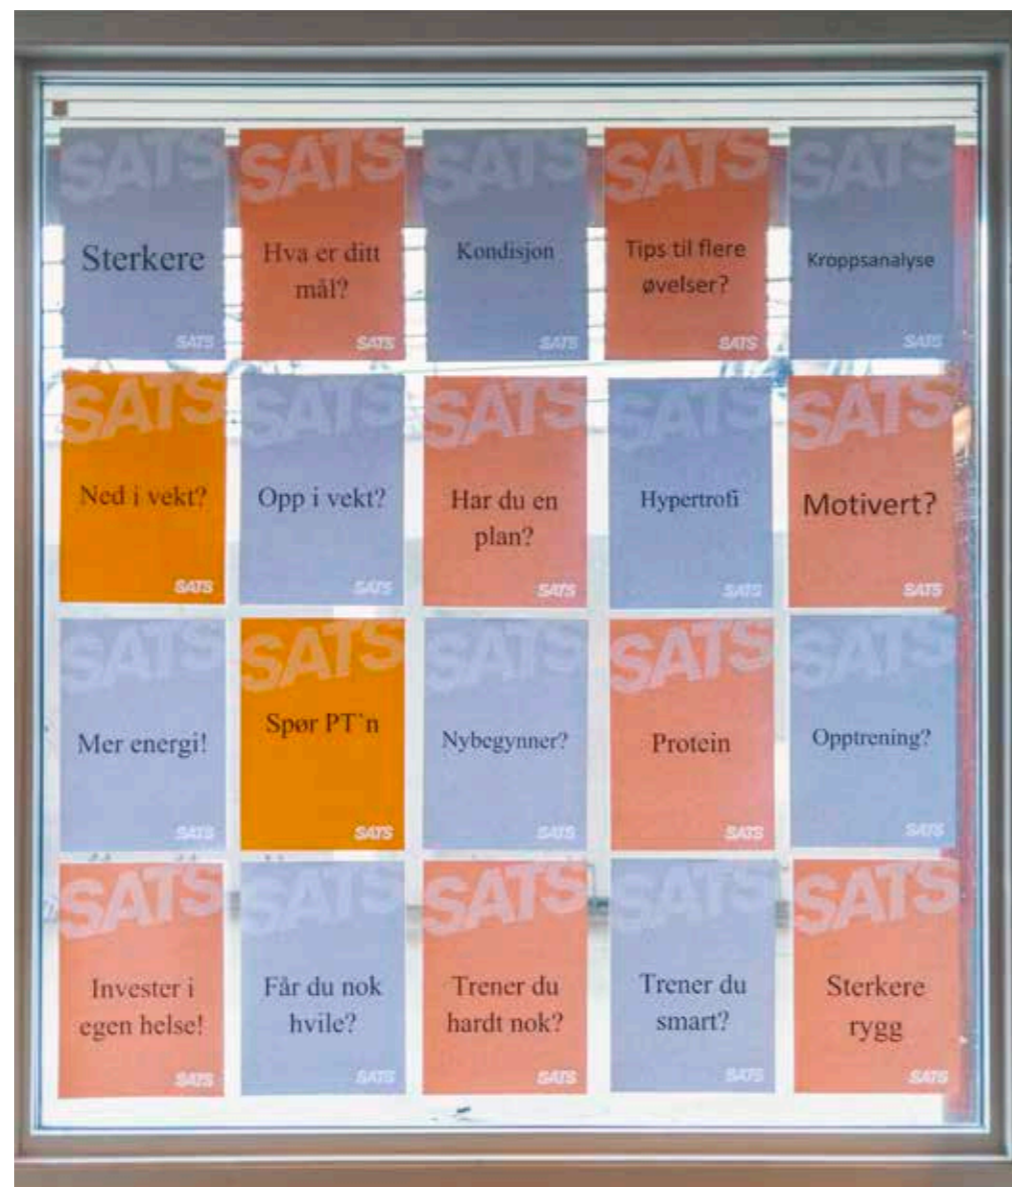 SATS
Sterkere
SATS
SATS
Hva er ditt
mål?
SATS
SATS
Kondisjon
SATS
SATS
Tips til flere
øvelser?
SATS
SATS
Kroppsanalyse
SATS
SATS
Ned i vekt?
SATS
SATS
Opp i vekt?
SATS
SATS
Har du en
plan?
SATS
SATS
Hypertrofi
SATS
SATS
Motivert?
SATS
SATS
Mer energi!
SATS
SATS
Spør PT'n
SATS
SATS
Nybegynner?
SATS
SATS
Protein
SATS
SATS
Opptrening?
SATS
SATS
Invester i
egen helse!
SATS
SATS
Får du nok
hvile?
SATS
SATS
Trener du
hardt nok?
SATS
SATS
Trener du
smart?
SATS
SATS
Sterkere
rygg
SATS